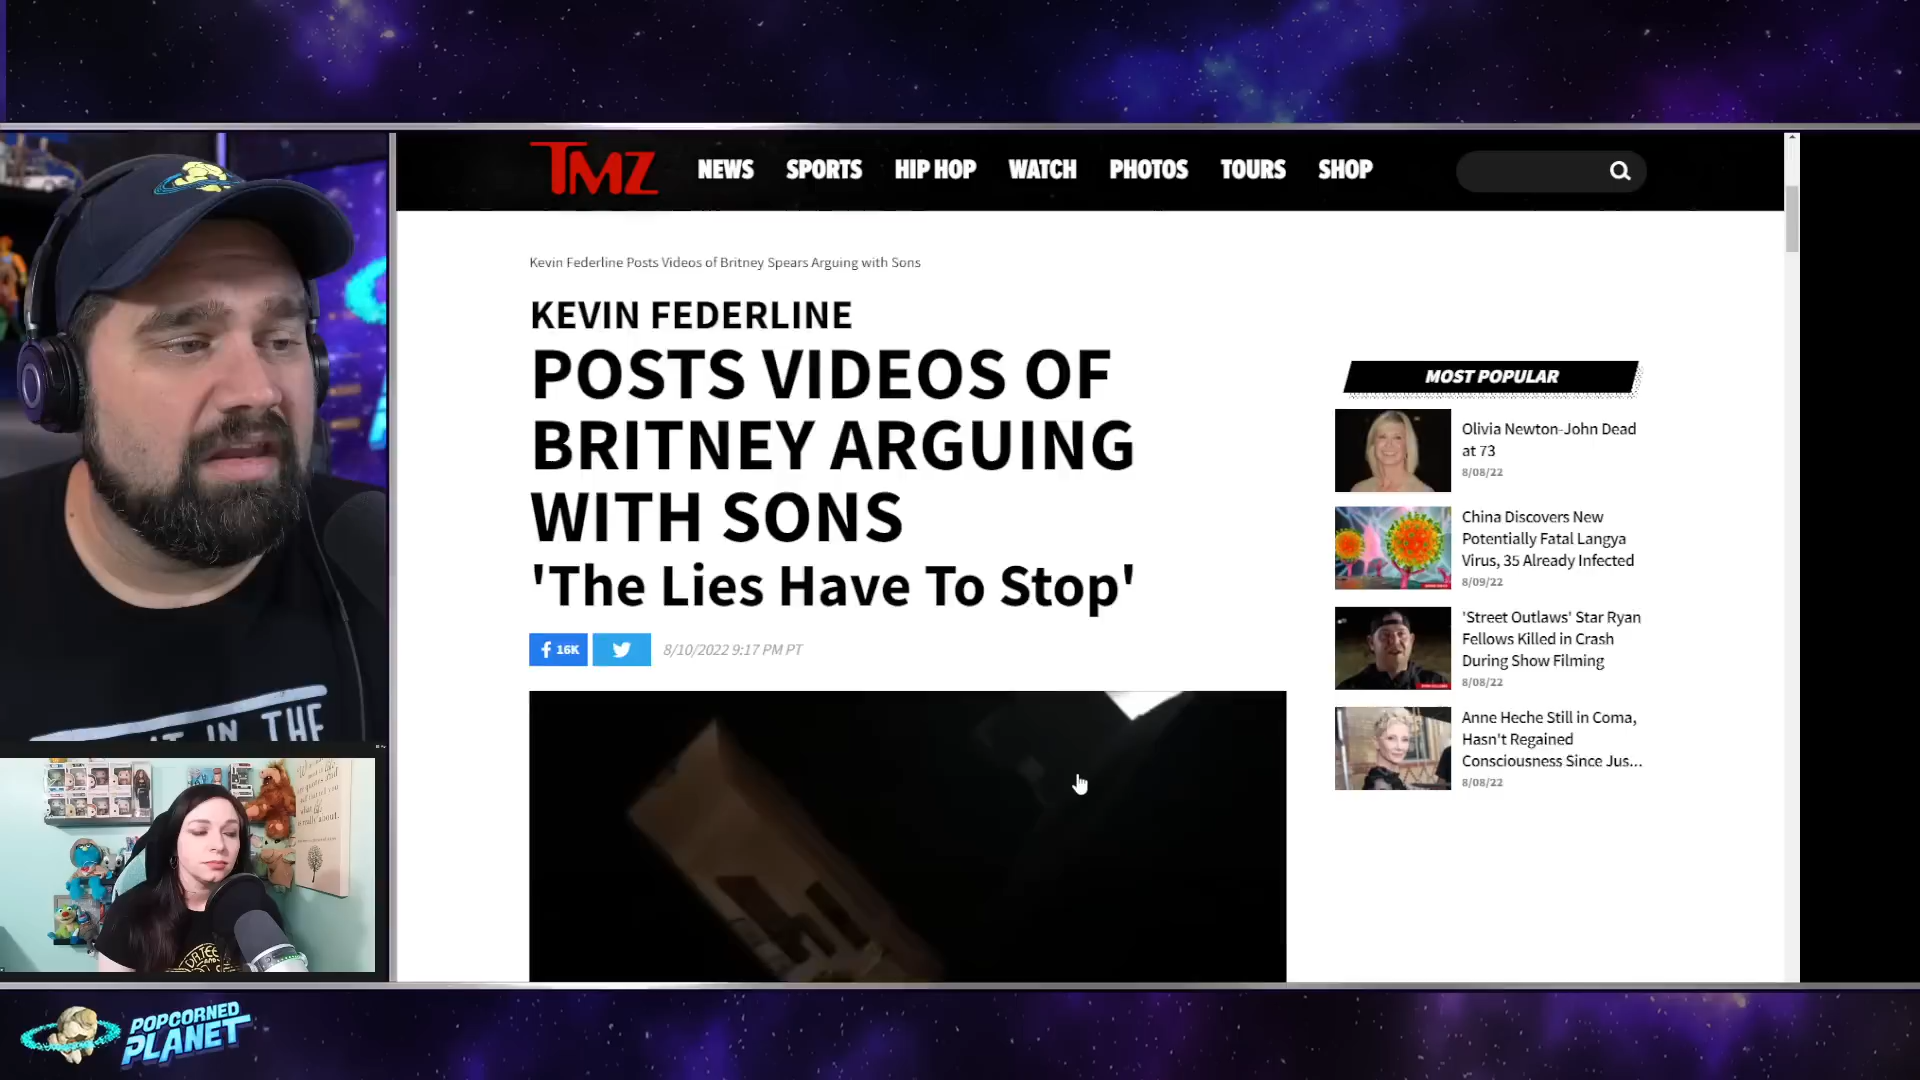 TMZ
NEWS SPORTS HIP HOP WATCH PHOTOS TOURS SHOP
Kevin Federline Posts Videos of Britney Spears Arguing with Sons
KEVIN FEDERLINE
POSTS VIDEOS OF
BRITNEY ARGUING
WITH SONS
'The Lies Have To Stop'
16K
8/10/2022 9:17 PM PT
MOST POPULAR
Olivia Newton-John Dead
at 73
8/08/22
China Discovers New
Potentially Fatal Langya
Virus, 35 Already Infected
8/09/22
'Street Outlaws' Star Ryan
Fellows Killed in Crash
During Show Filming
8/08/22
Anne Heche Still in Coma,
Hasn't Regained
Consciousness Since Jus...
8/08/22
IN THE
POPCORNED
PLANET